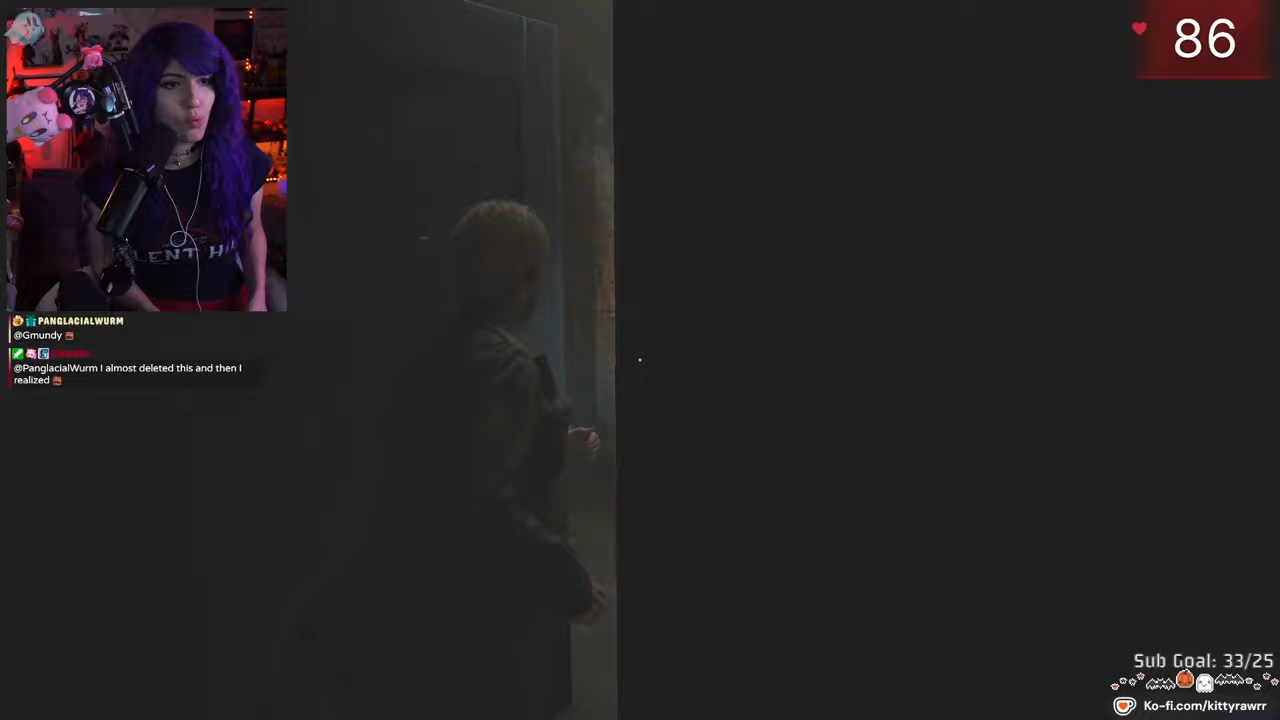 86
LENT HI
PANGLACIALWURM
@Gmundy
@PanglacialWurm I almost deleted this and then I
realized
Sub Goal: 33/25
Ko-fi.com/kittyrawrr